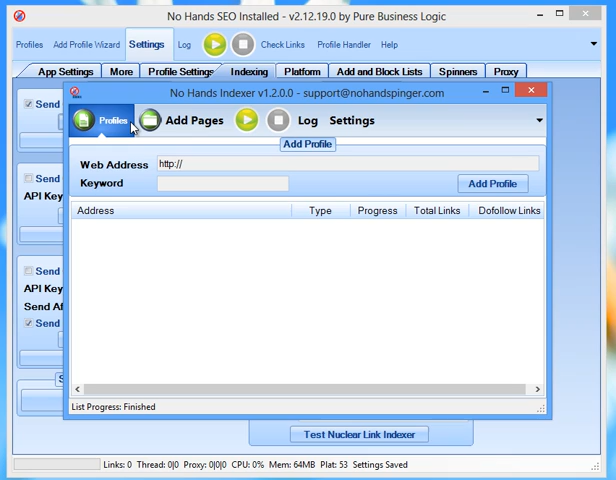 No Hands SEO Installed - v2.12.19.0 by Pure Business Logic
Profiles Add Profile Wizard Settings Log Check Links Profile Handler Help
App Settings More Profile Settings Indexing Platform Add and Block Lists Spinners Proxy
No Hands Indexer v1.2.0.0 - support@nohandspinger.com
Send
Profiles Add Pages Log Settings
Add Profile
Web Address http://
Send
Keyword Add Profile
API Key
Address Type Progress Total Links Dofollow Links
Send
API Key
Send Af
Send
List Progress: Finished
Test Nuclear Link Indexer
Links: 0 Thread: 0|0 Proxy: 0|0|0 CPU: 0% Mem: 64MB Plat: 53 Settings Saved